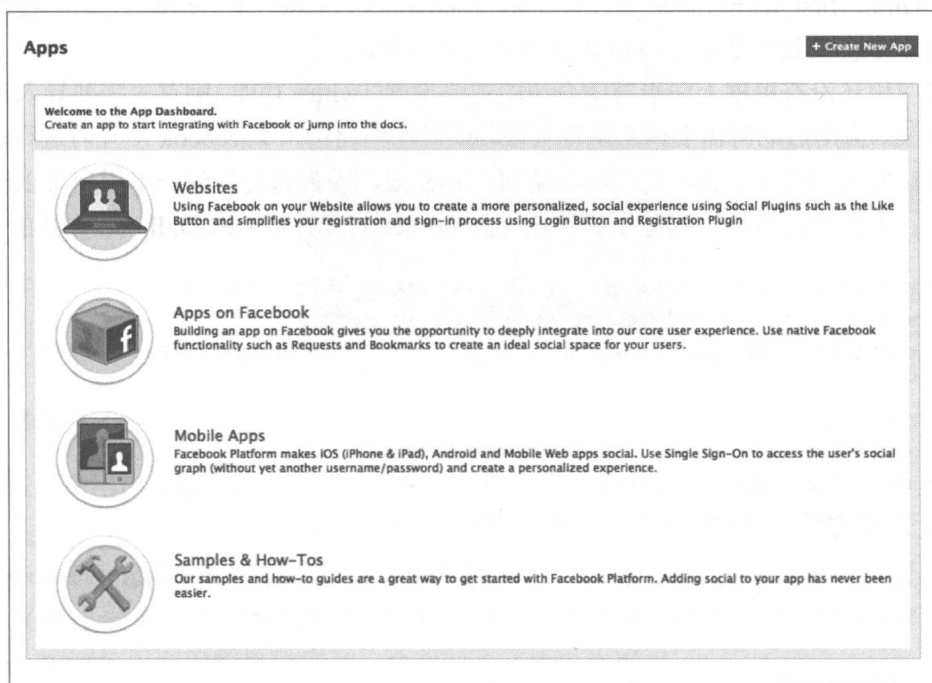 Apps
+ Create New App
Welcome to the App Dashboard.
Create an app to start integrating with Facebook or jump into the docs.
Websites
Using Facebook on your Website allows you to create a more personalized, social experience using Social Plugins such as the Like
Button and simplifies your registration and sign-in process using Login Button and Registration Plugin
Apps on Facebook
Building an app on Facebook gives you the opportunity to deeply integrate into our core user experience. Use native Facebook
functionality such as Requests and Bookmarks to create an ideal social space for your users.
f
Mobile Apps
Facebook Platform makes iOS (iPhone & iPad), Android and Mobile Web apps social. Use Single Sign-On to access the user's social
graph (without yet another username/password) and create a personalized experience.
Samples & How-Tos
Our samples and how-to guides are a great way to get started with Facebook Platform. Adding social to your app has never been
easier.